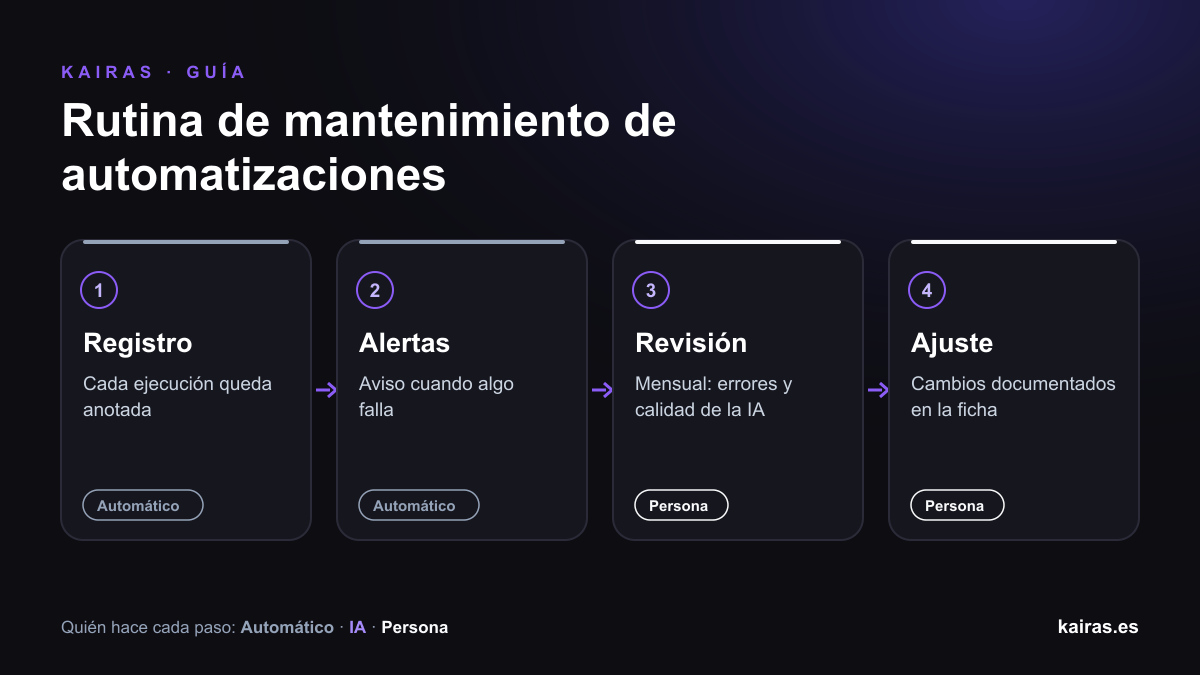 KAIRAS · GUÍA
Rutina de mantenimiento de
automatizaciones
1
Registro
Cada ejecución queda
anotada
Automático
2
Alertas
Aviso cuando algo
falla
Automático
3
Revisión
Mensual: errores y
calidad de la IA
Persona
4
Ajuste
Cambios documentados
en la ficha
Persona
Quién hace cada paso: Automático · IA · Persona
kairas.es